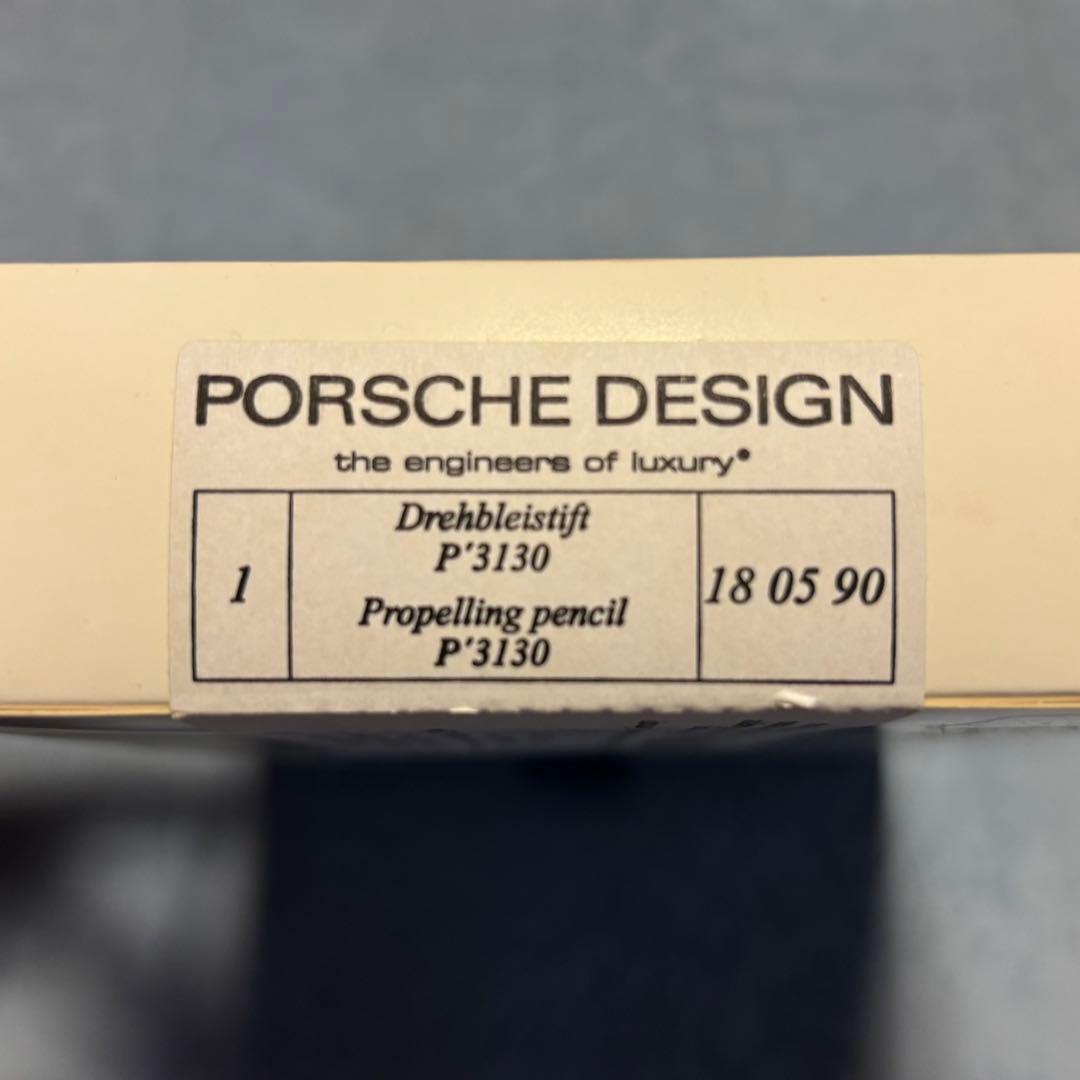 PORSCHE DESIGN
the engineers of luxury®
1
Drehbleistift
P'3130
Propelling pencil
P'3130
18 05 90